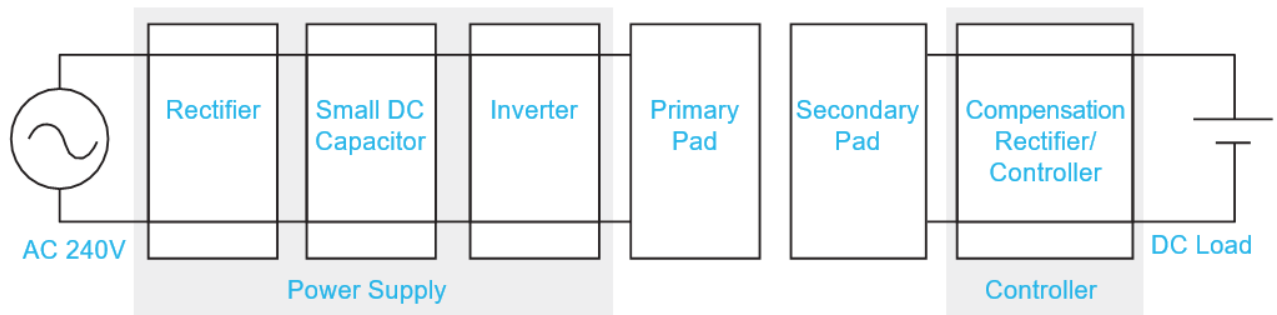 Rectifier
Small DC
Capacitor
Inverter
Primary
Pad
Secondary
Pad
Compensation
Rectifier/
Controller
AC 240V
DC Load
Power Supply
Controller